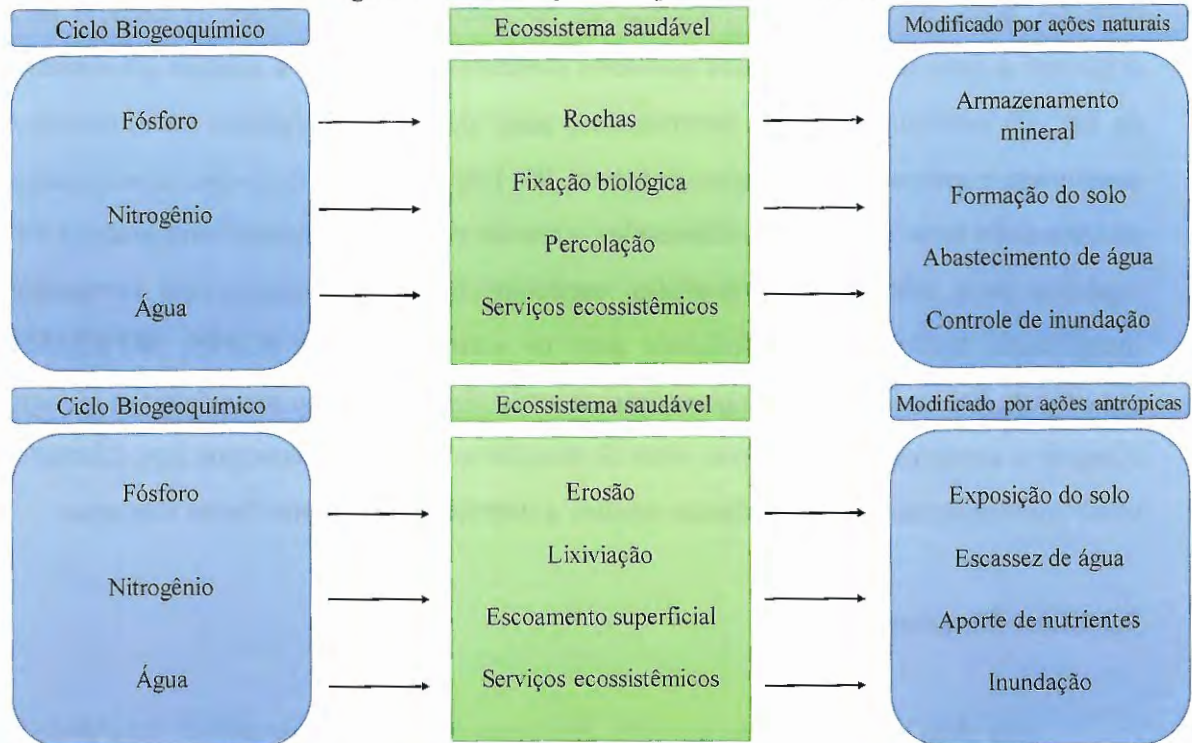 Ciclo Biogeoquímico
Ecossistema saudável
Modificado por ações naturais
Fósforo
Nitrogênio
Água
Rochas
Fixação biológica
Percolação
Serviços ecossistêmicos
Armazenamento
mineral
Formação do solo
Abastecimento de água
Controle de inundação
Ciclo Biogeoquímico
Ecossistema saudável
Modificado por ações antrópicas
Fósforo
Nitrogênio
Água
Erosão
Lixiviação
Escoamento superficial
Serviços ecossistêmicos
Exposição do solo
Escassez de água
Aporte de nutrientes
Inundação